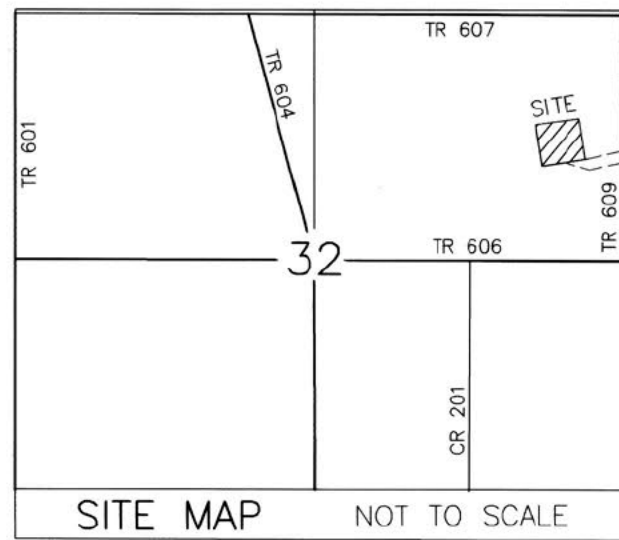 TR 607
TR 604
SITE
TR 601
TR 609
32
TR 606
CR 201
SITE MAP
NOT TO SCALE